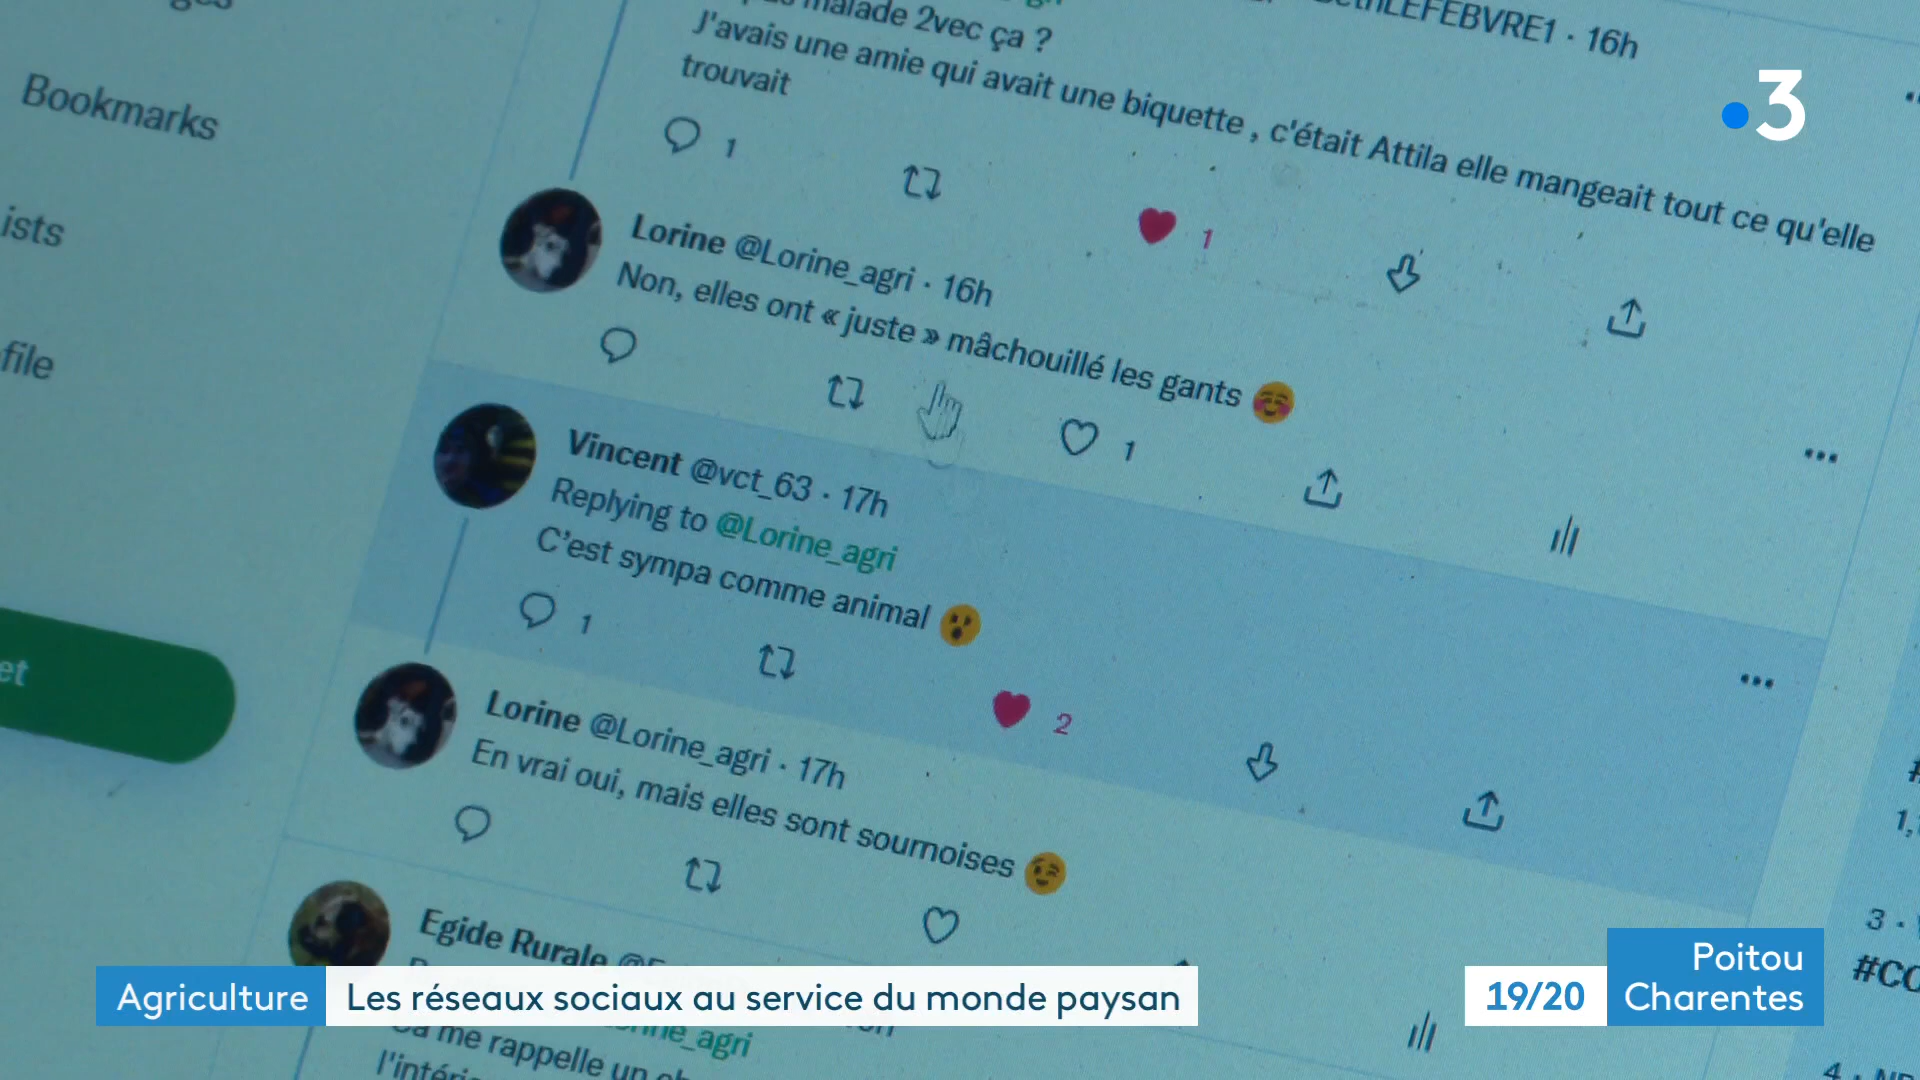 LEFEBVRE1 · 16h
malade 2vec ça ?
J'avais une amie qui avait une biquette , c'était Attila elle mangeait tout ce qu'elle
trouvait
1
1
3
Bookmarks
Lorine @Lorine_agri · 16h
Non, elles ont « juste » mâchouillé les gants
1
Vincent @vct_63 · 17h
Replying to @Lorine_agri
C'est sympa comme animal
1
2
Lorine @Lorine_agri · 17h
En vrai oui, mais elles sont sournoises
Egide Rurale
me rappelle un
Agriculture
Les réseaux sociaux au service du monde paysan
19/20
Poitou
Charentes